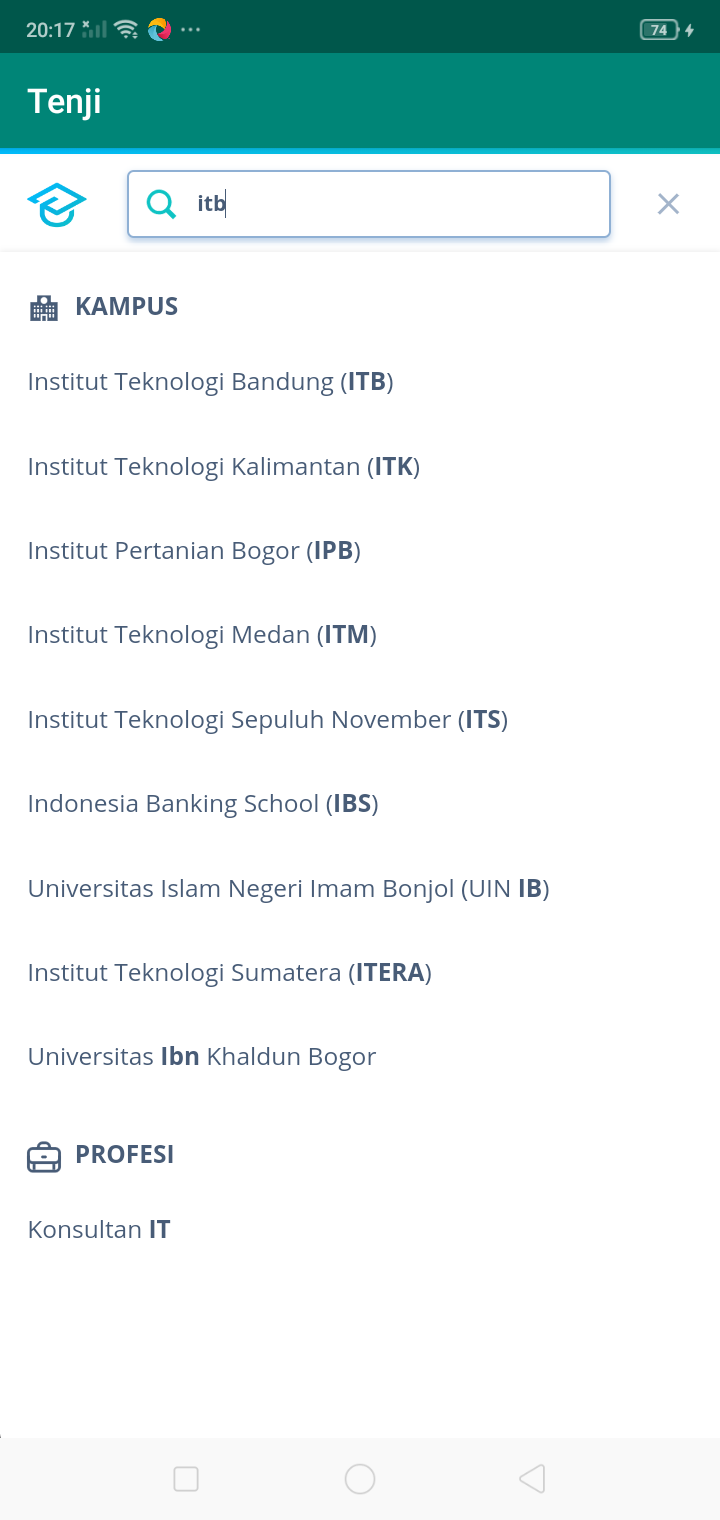 20:17
74
Tenji
itb
KAMPUS
Institut Teknologi Bandung (ITB)
Institut Teknologi Kalimantan (ITK)
Institut Pertanian Bogor (IPB)
Institut Teknologi Medan (ITM)
Institut Teknologi Sepuluh November (ITS)
Indonesia Banking School (IBS)
Universitas Islam Negeri Imam Bonjol (UIN IB)
Institut Teknologi Sumatera (ITERA)
Universitas Ibn Khaldun Bogor
PROFESI
Konsultan IT